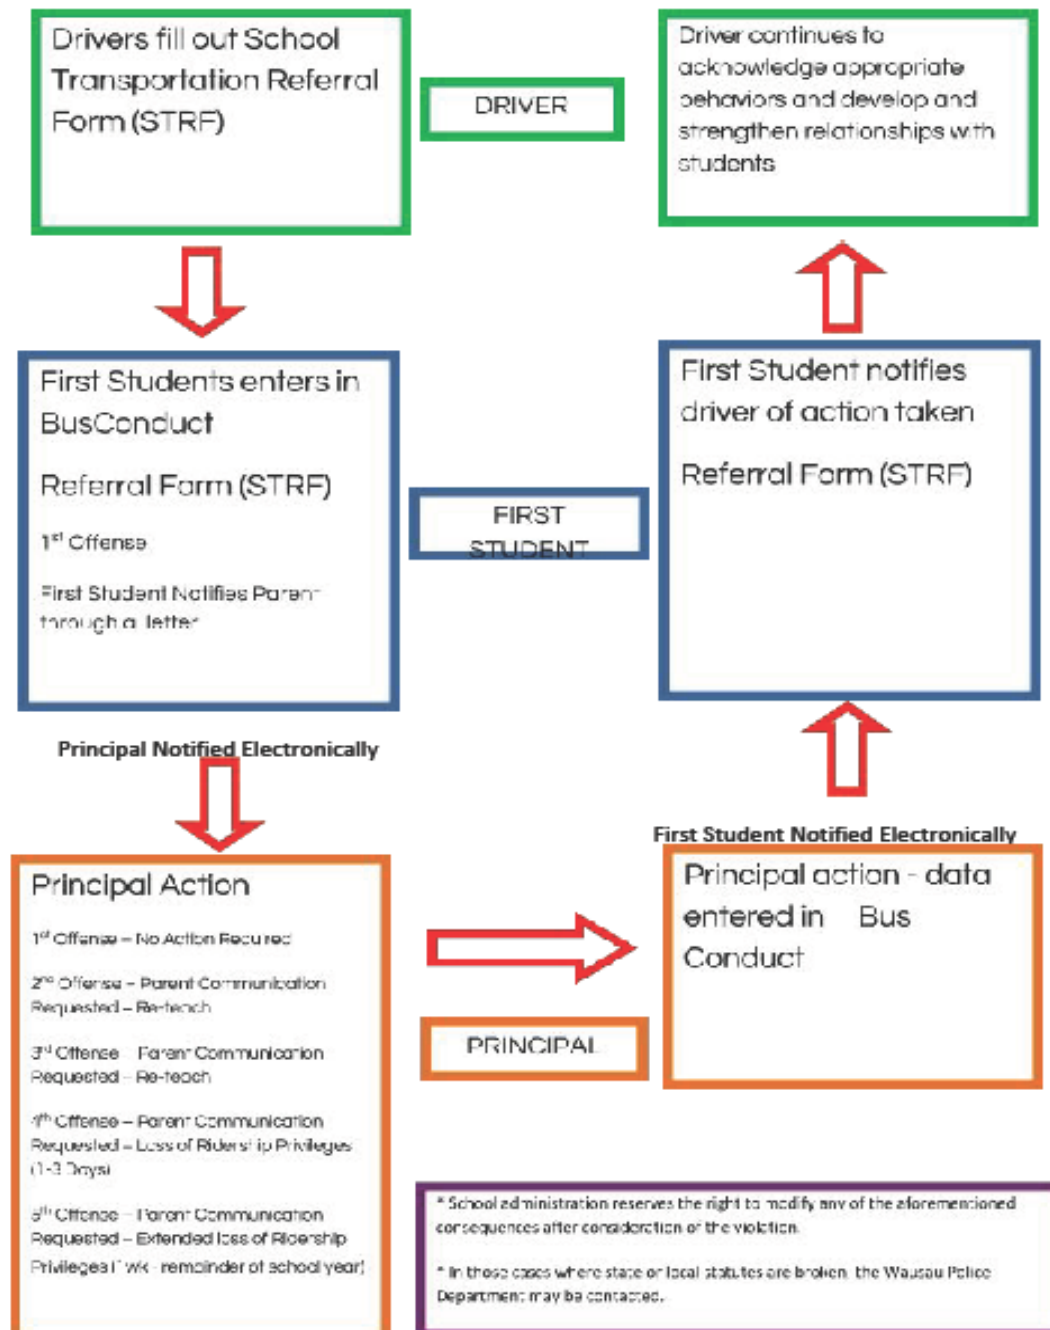 Drivers fill out School
Transportation Referral
Form (STRF)
DRIVER
Driver continues to
acknowledge appropriate
behaviors and develop and
strengthen relationships with
students
First Students enters in
BusConduct
Referral Form (STRF)
1st Offense
First Student Notifies Parent
through a letter
FIRST
STUDENT
First Student notifies
driver of action taken
Referral Form (STRF)
Principal Notified Electronically
First Student Notified Electronically
Principal Action
1st Offense – No Action Required
2nd Offense – Parent Communication
Requested – Re-teach
3rd Offense – Parent Communication
Requested – Re-teach
4th Offense – Parent Communication
Requested – Loss of Ridership Privileges
(1-3 Days)
5th Offense – Parent Communication
Requested – Extended loss of Ridership
Privileges (1 wk - remainder of school year)
PRINCIPAL
Principal action - data
entered in Bus
Conduct
* School administration reserves the right to modify any of the aforementioned
consequences after consideration of the violation.
* In those cases where state or local statutes are broken, the Wausau Police
Department may be contacted.